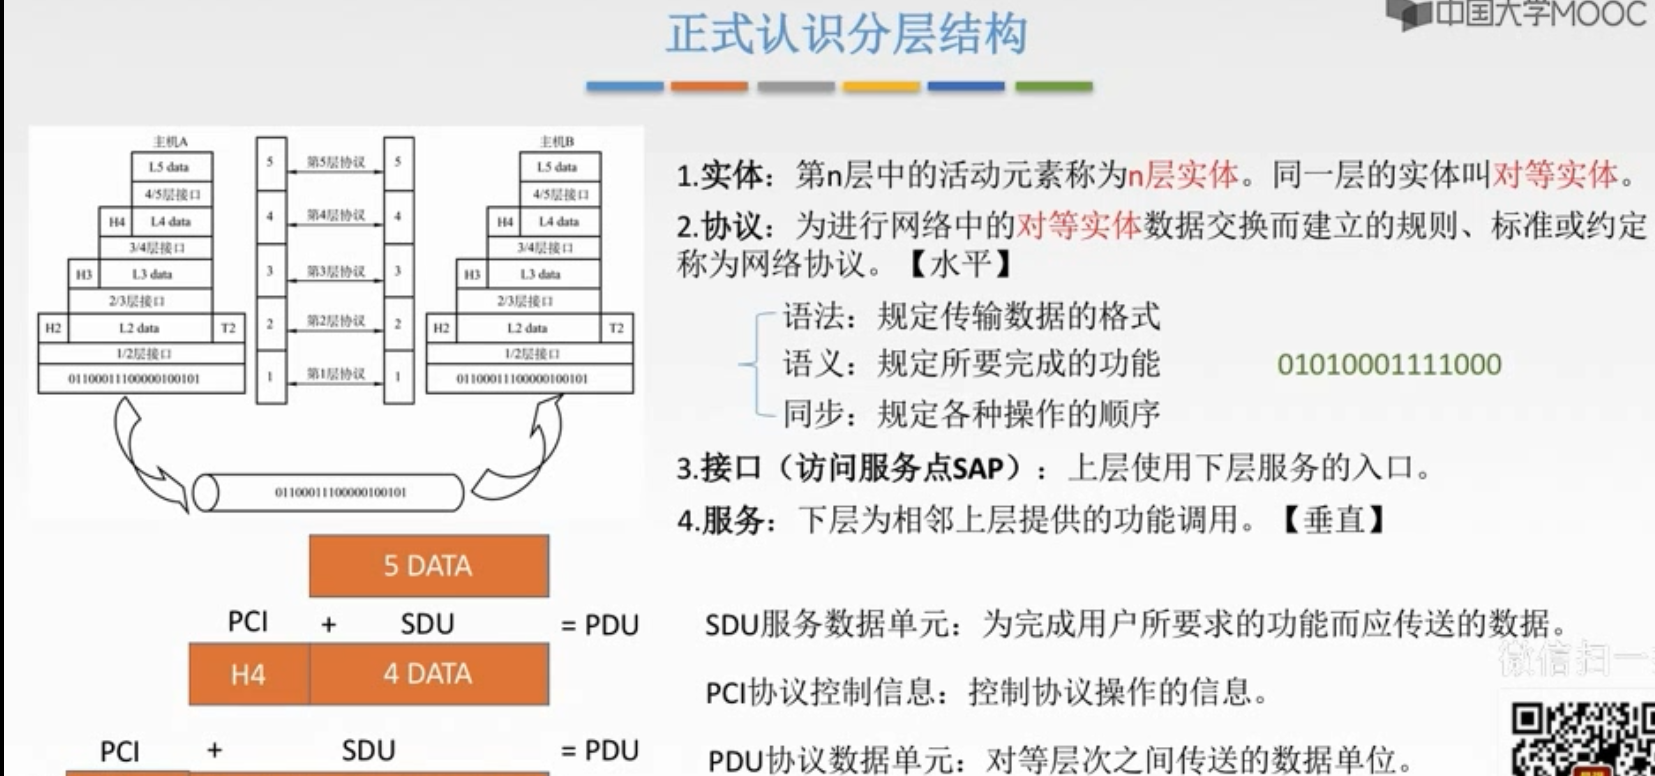 正式认识分层结构
中国大学MOOC
主机A
主机B
L5 data
5
第5层协议
5
L5 data
4/5层接口
4/5层接口
H4
L4 data
4
第4层协议
4
H4
L4 data
3/4层接口
3/4层接口
H3
L3 data
3
第3层协议
3
H3
L3 data
2/3层接口
2/3层接口
H2
L2 data
T2
2
第2层协议
2
H2
L2 data
T2
1/2层接口
1/2层接口
01100011100000100101
1
第1层协议
1
01100011100000100101
01100011100000100101
1.实体：第n层中的活动元素称为n层实体。同一层的实体叫对等实体。
2.协议：为进行网络中的对等实体数据交换而建立的规则、标准或约定
称为网络协议。【水平】
语法：规定传输数据的格式
语义：规定所要完成的功能
01010001111000
同步：规定各种操作的顺序
3.接口（访问服务点SAP）：上层使用下层服务的入口。
4.服务：下层为相邻上层提供的功能调用。【垂直】
5 DATA
PCI + SDU = PDU
H4
4 DATA
PCI + SDU = PDU
SDU服务数据单元：为完成用户所要求的功能而应传送的数据。
PCI协议控制信息：控制协议操作的信息。
PDU协议数据单元：对等层次之间传送的数据单位。
微信扫一